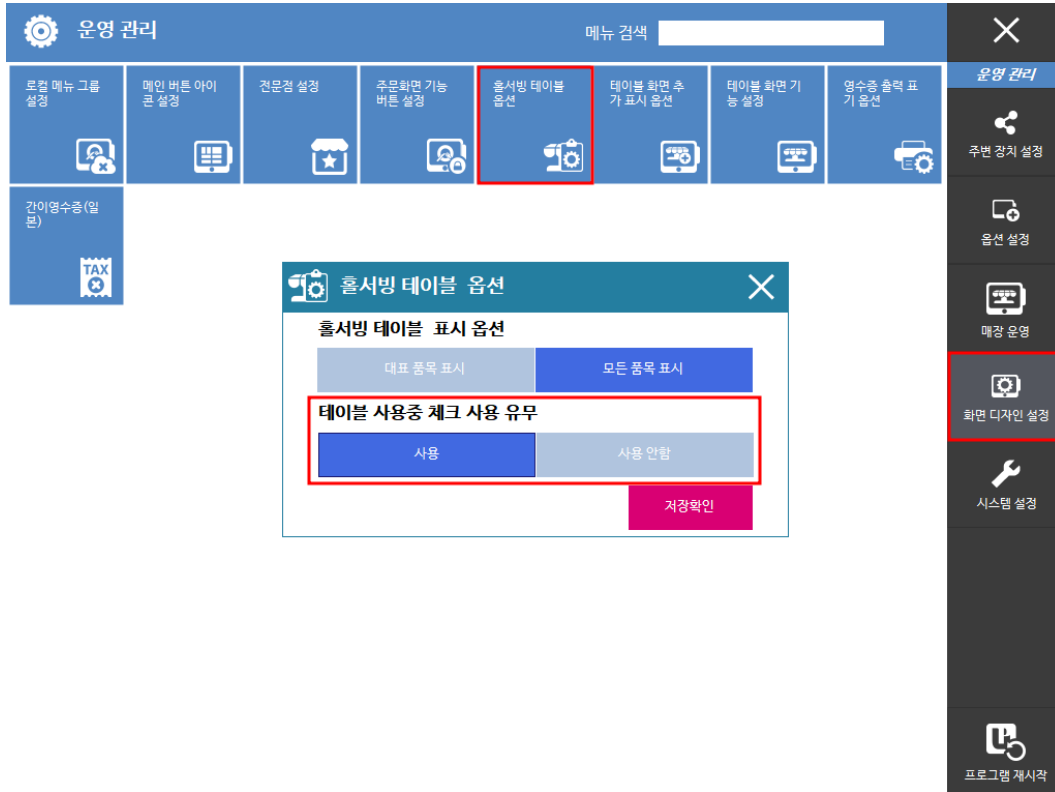 운영 관리
메뉴 검색
로컬 메뉴 그룹
설정
메인 버튼 아이
콘 설정
전문점 설정
주문화면 기능
버튼 설정
홀서빙 테이블
옵션
테이블 화면 추
가 표시 옵션
테이블 화면 기
능 설정
영수증 출력 표
기 옵션
간이영수증(일
본)
TAX
홀서빙 테이블 옵션
홀서빙 테이블 표시 옵션
대표 품목 표시
모든 품목 표시
테이블 사용중 체크 사용 유무
사용
사용 안함
저장확인
운영 관리
주변 장치 설정
옵션 설정
매장 운영
화면 디자인 설정
시스템 설정
프로그램 재시작